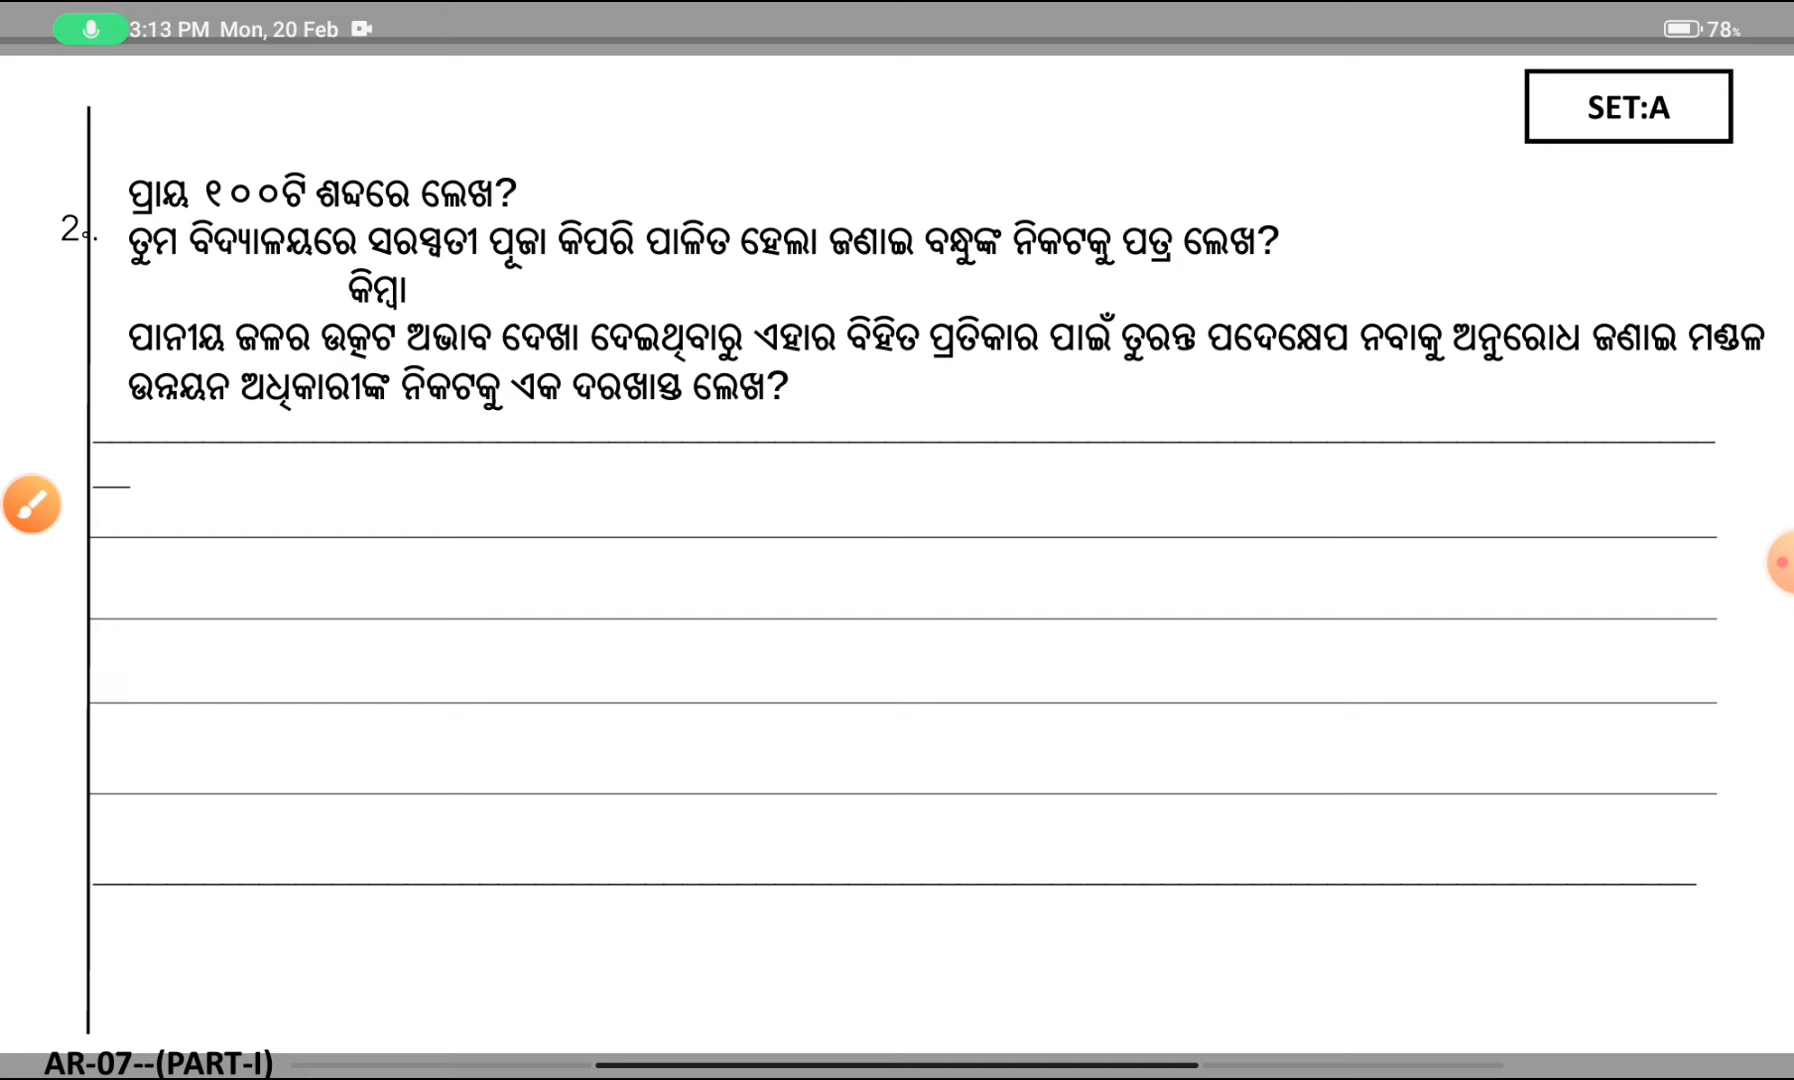 3:13 PM Mon, 20 Feb
78%
SET:A
ପ୍ରାୟ ୧୦୦ଟି ଶବ୍ଦରେ ଲେଖ?
2.
ତୁମ ବିଦ୍ୟାଳୟରେ ସରସ୍ୱତୀ ପୂଜା କିପରି ପାଳିତ ହେଲା ଜଣାଇ ବନ୍ଧୁଙ୍କ ନିକଟକୁ ପତ୍ର ଲେଖ?
କିମ୍ବା
ପାନୀୟ ଜଳର ଉତ୍କଟ ଅଭାବ ଦେଖା ଦେଇଥିବାରୁ ଏହାର ବିହିତ ପ୍ରତିକାର ପାଇଁ ତୁରନ୍ତ ପଦେକ୍ଷେପ ନବାକୁ ଅନୁରୋଧ ଜଣାଇ ମଣ୍ଡଳ
ଉନ୍ନୟନ ଅଧିକାରୀଙ୍କ ନିକଟକୁ ଏକ ଦରଖାସ୍ତ ଲେଖ?
AR-07--(PART-I)